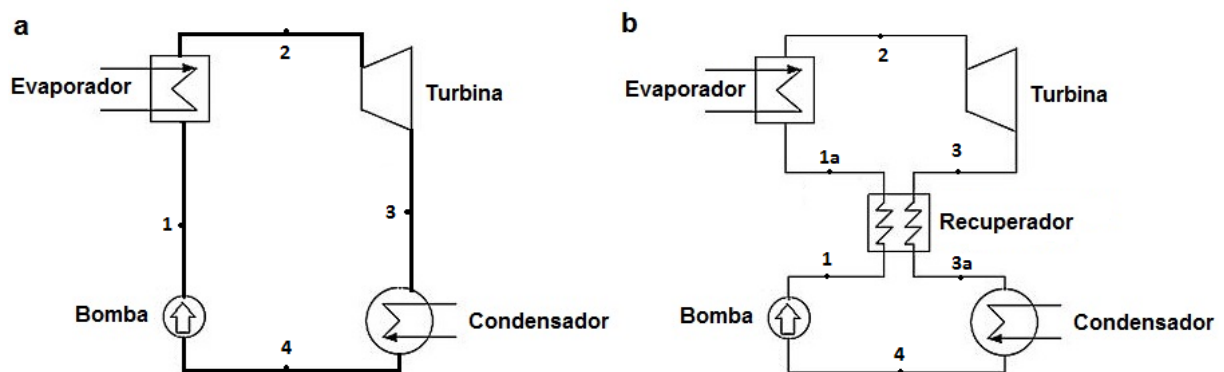 a
2
Evaporador
Turbina
1
3
Bomba
Condensador
4
b
2
Evaporador
Turbina
1a
3
Recuperador
1
3a
Bomba
Condensador
4